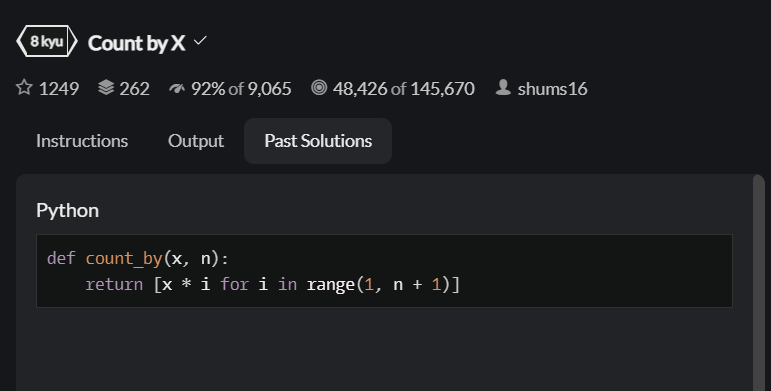 8 kyu Count by X
1249 262 92% of 9,065 48,426 of 145,670 shums16
Instructions Output Past Solutions
Python
def count_by(x, n):
    return [x * i for i in range(1, n + 1)]